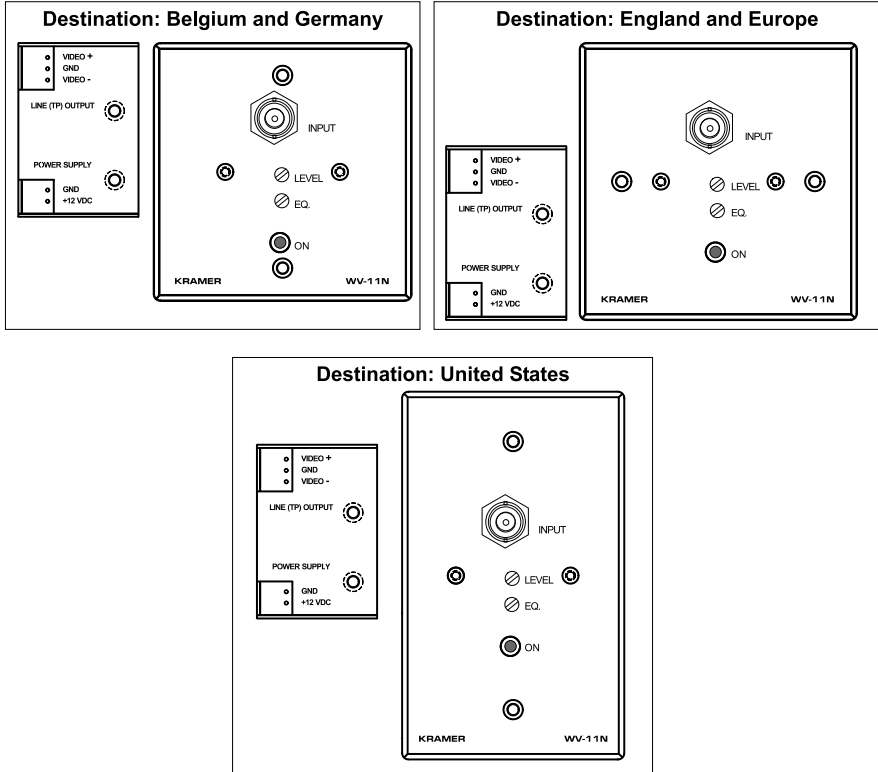 Destination: Belgium and Germany
VIDEO +
GND
VIDEO -
LINE (TP) OUTPUT
POWER SUPPLY
GND
+12 VDC
INPUT
LEVEL
EQ.
ON
KRAMER WV-11N
Destination: England and Europe
VIDEO +
GND
VIDEO -
LINE (TP) OUTPUT
POWER SUPPLY
GND
+12 VDC
INPUT
LEVEL
EQ.
ON
KRAMER WV-11N
Destination: United States
VIDEO +
GND
VIDEO -
LINE (TP) OUTPUT
POWER SUPPLY
GND
+12 VDC
INPUT
LEVEL
EQ.
ON
KRAMER WV-11N